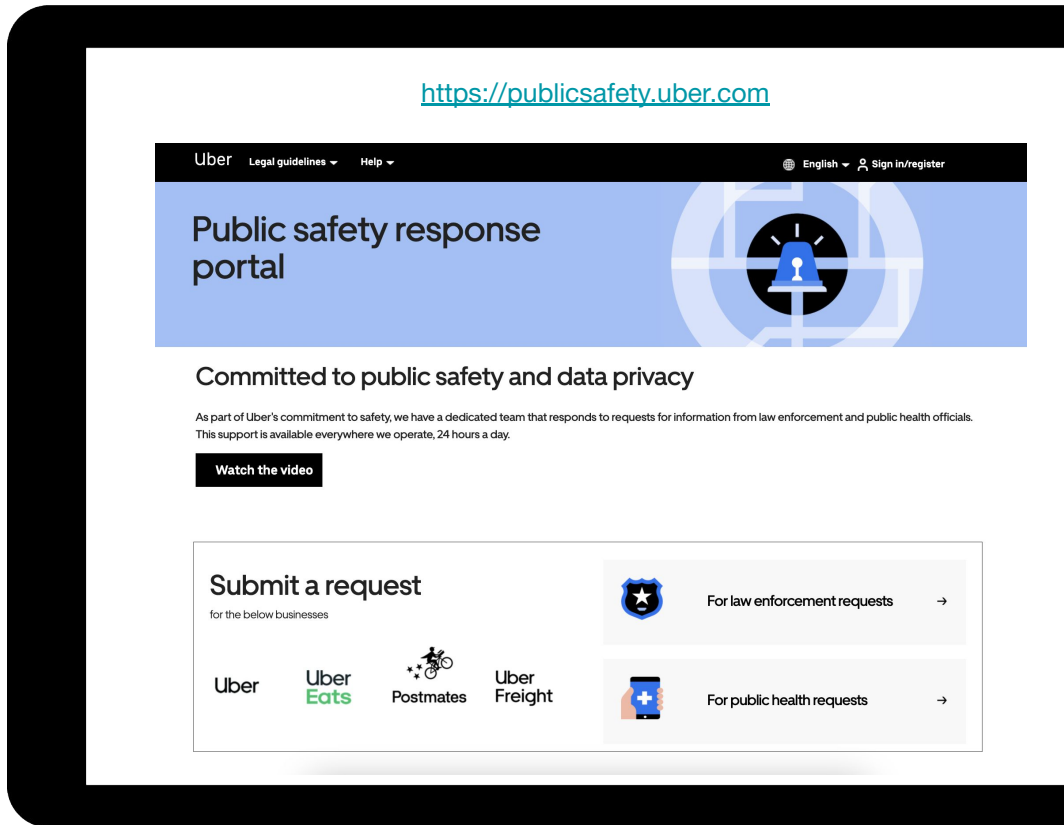 https://publicsafety.uber.com
Uber Legal guidelines Help English Sign in/register
Public safety response
portal
Committed to public safety and data privacy
As part of Uber's commitment to safety, we have a dedicated team that responds to requests for information from law enforcement and public health officials.
This support is available everywhere we operate, 24 hours a day.
Watch the video
Submit a request
for the below businesses
Uber
Uber
Eats
Postmates
Uber
Freight
For law enforcement requests →
For public health requests →